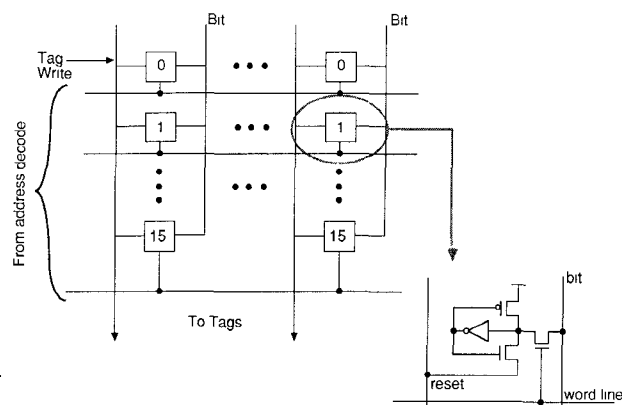 Bit
Bit
Tag
Write
0
0
From address decode
1
1
15
15
To Tags
bit
reset
word line